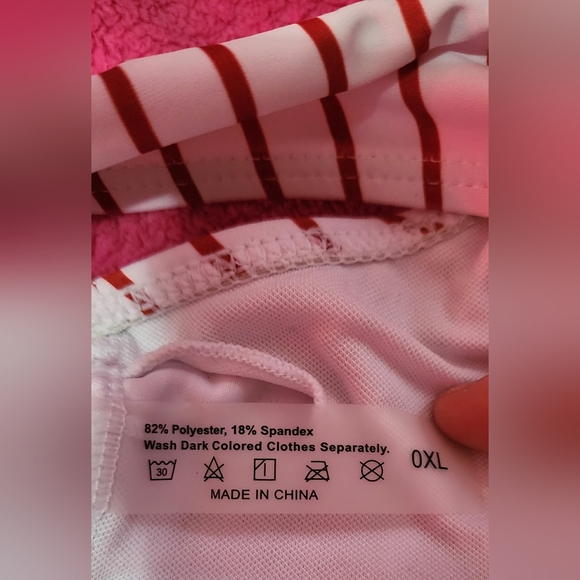 82% Polyester, 18% Spandex
Wash Dark Colored Clothes Separately.
30
0XL
MADE IN CHINA